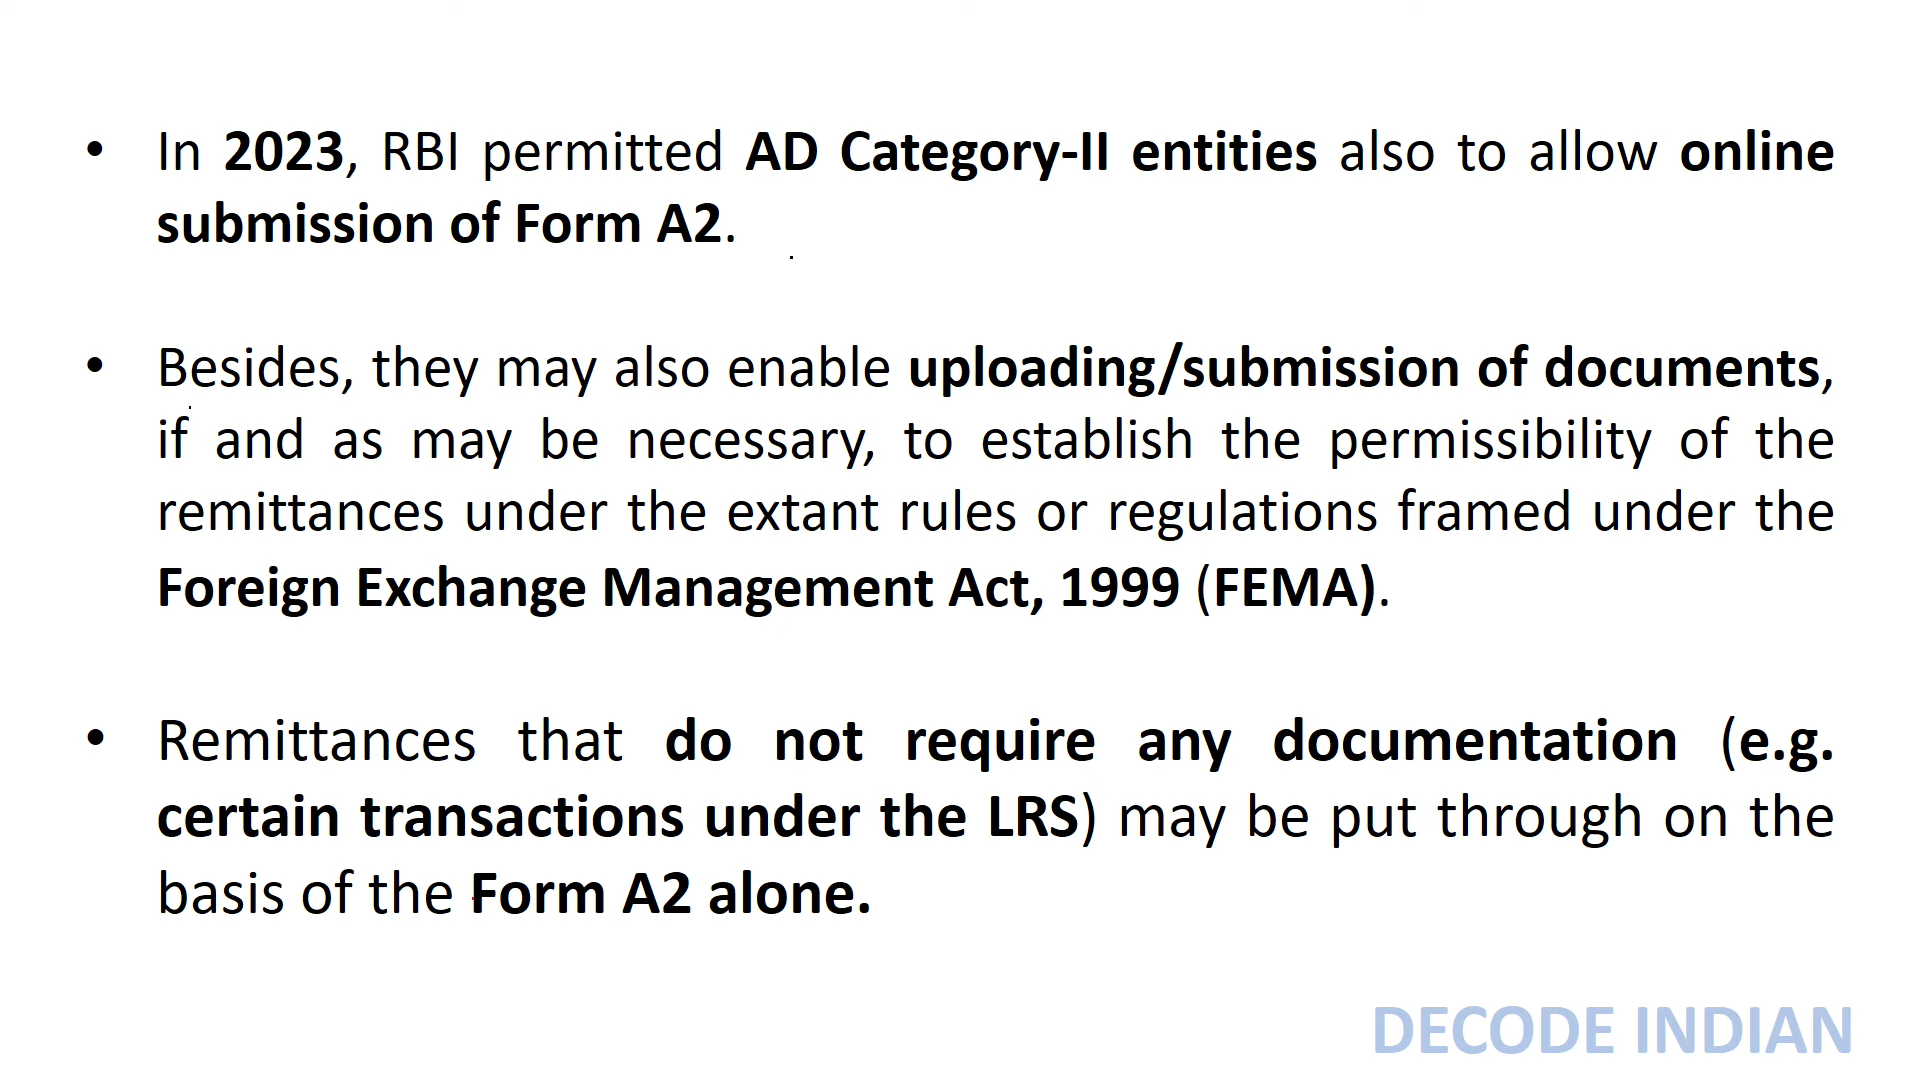 • In 2023, RBI permitted AD Category-II entities also to allow online
submission of Form A2.
• Besides, they may also enable uploading/submission of documents,
if and as may be necessary, to establish the permissibility of the
remittances under the extant rules or regulations framed under the
Foreign Exchange Management Act, 1999 (FEMA).
• Remittances that do not require any documentation (e.g.
certain transactions under the LRS) may be put through on the
basis of the Form A2 alone.
DECODE INDIAN